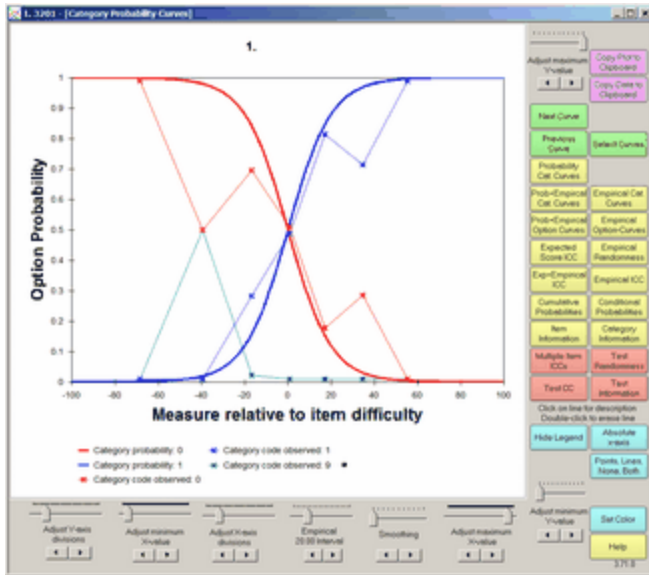 1. 3201 - [Category Probability Curves]
1.
Option Probability
1
0.9
0.8
0.7
0.6
0.5
0.4
0.3
0.2
0.1
0
-100
-80
-60
-40
-20
0
20
40
60
80
100
Measure relative to item difficulty
Category probability: 0
Category code observed: 1
Category probability: 1
Category code observed: 9
Category code observed: 0
Adjust maximum
Y-value
Copy Plot to
Clipboard
Copy Data to
Clipboard
Next Curve
Previous
Curve
Select Curves
Probability
Cat. Curves
Prob+Empirical
Cat. Curves
Empirical Cat.
Curves
Prob+Empirical
Option Curves
Empirical
Option-Curves
Expected
Score ICC
Empirical
Randomness
Exp+Empirical
ICC
Empirical ICC
Cumulative
Probabilities
Conditional
Probabilities
Item
Information
Category
Information
Multiple Item
ICCs
Test
Randomness
Test CC
Test
Information
Click on line for description
Double-click to erase line
Hide Legend
Absolute
x-axis
Points, Lines,
None, Both
Adjust minimum
Y-value
Set Color
Help
3.71.0
Adjust Y-axis
divisions
Adjust minimum
X-value
Adjust X-axis
divisions
Empirical
20.00 Interval
Smoothing
Adjust maximum
X-value